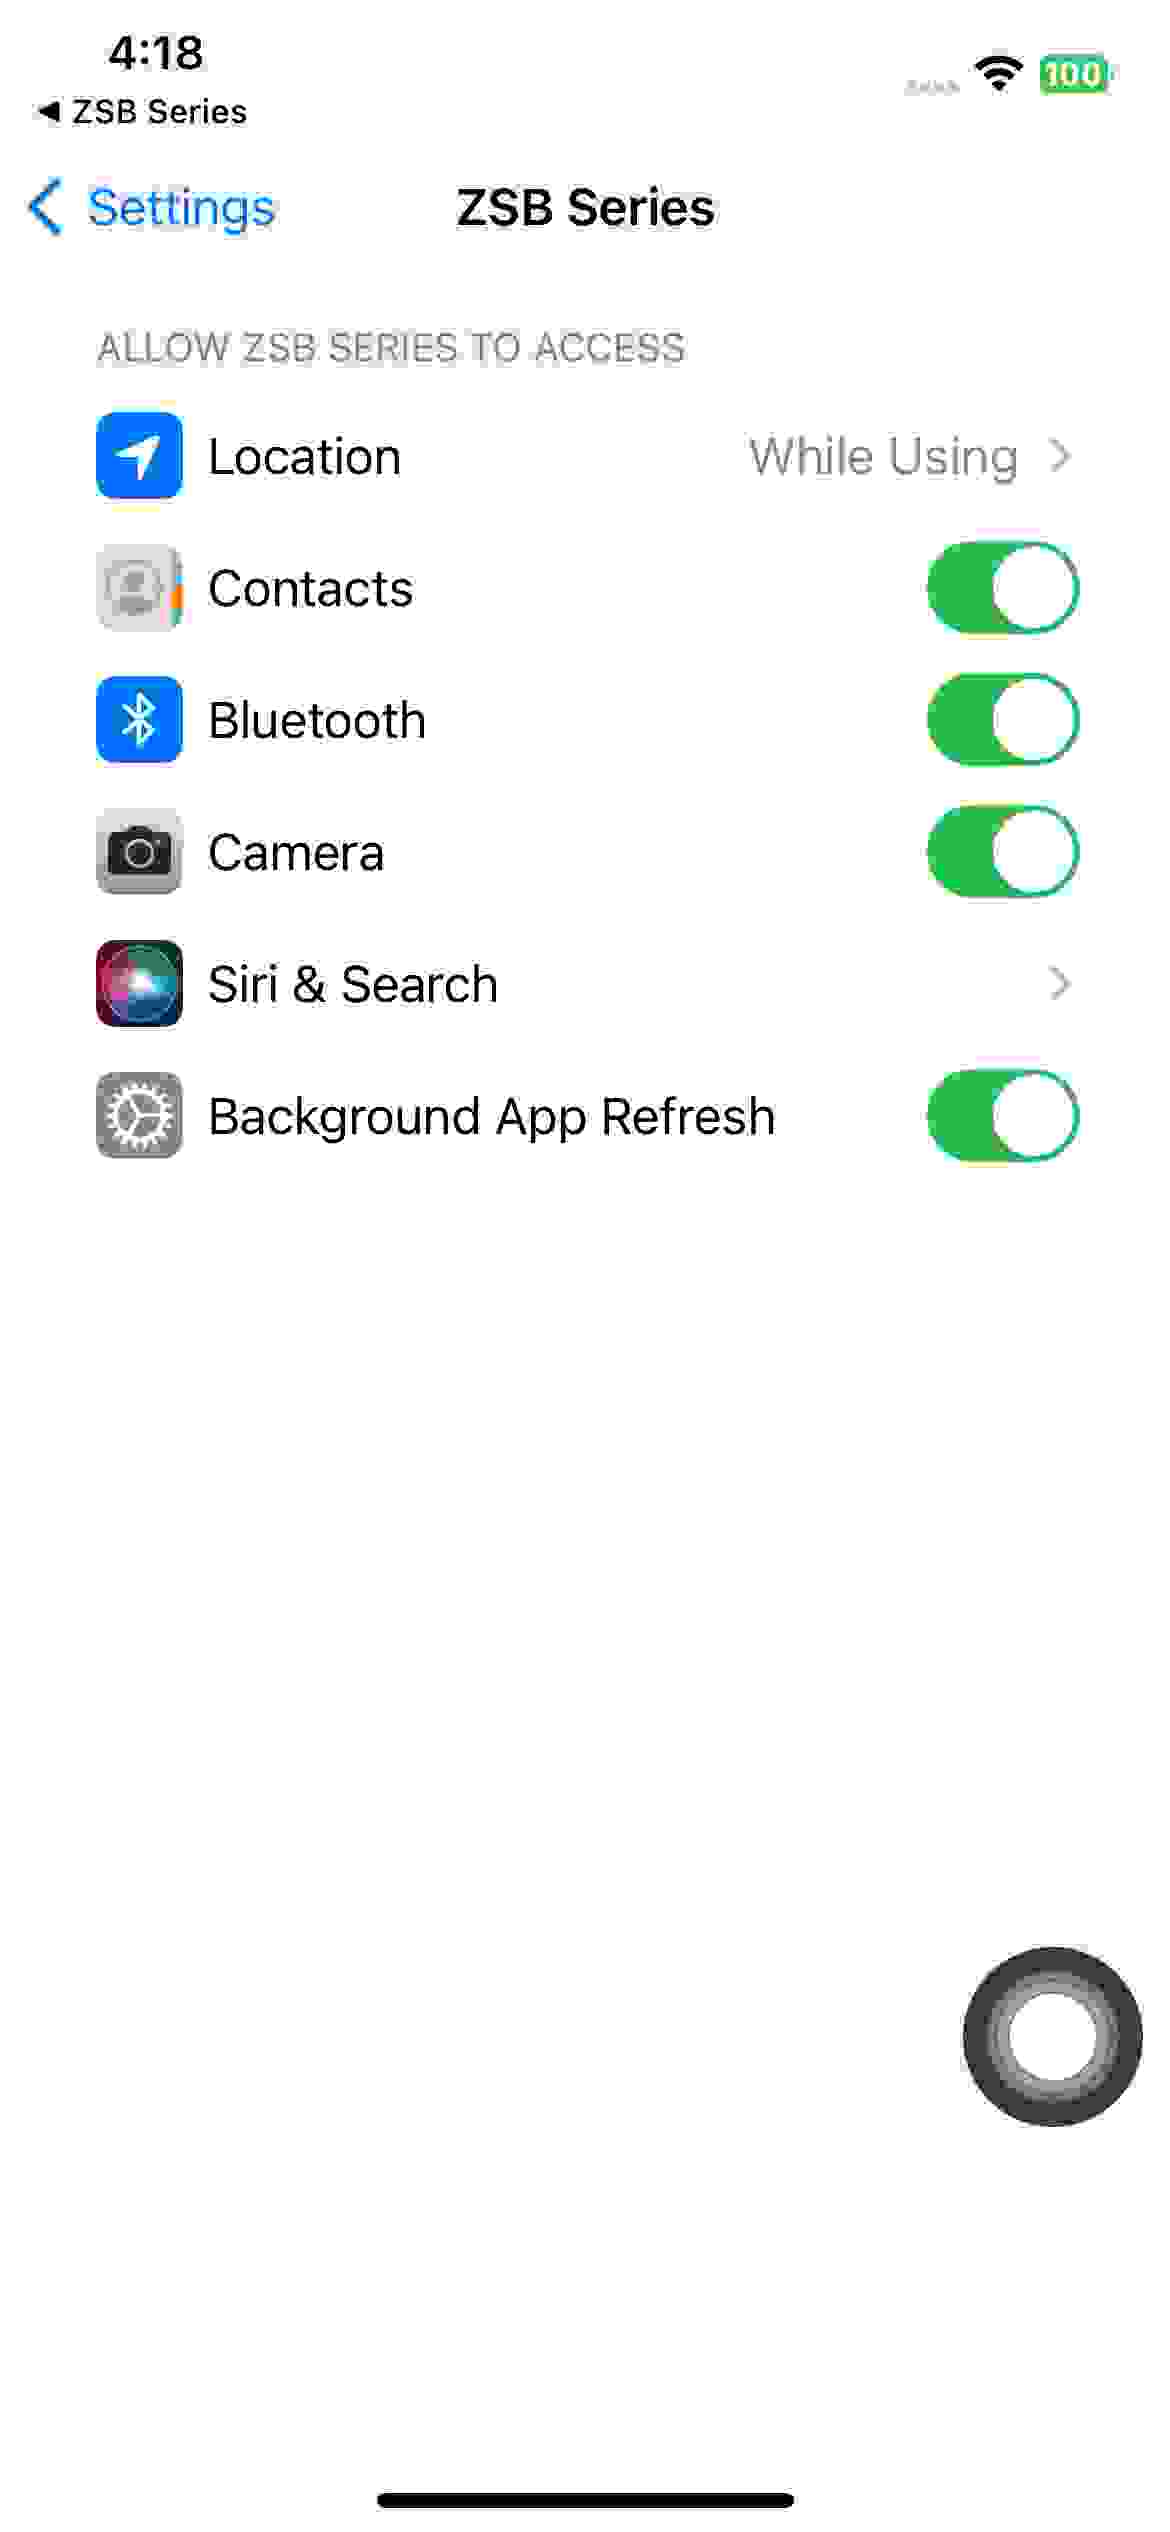 4:18
100
◀ ZSB Series
Settings
ZSB Series
ALLOW ZSB SERIES TO ACCESS
Location
While Using
Contacts
Bluetooth
Camera
Siri & Search
Background App Refresh